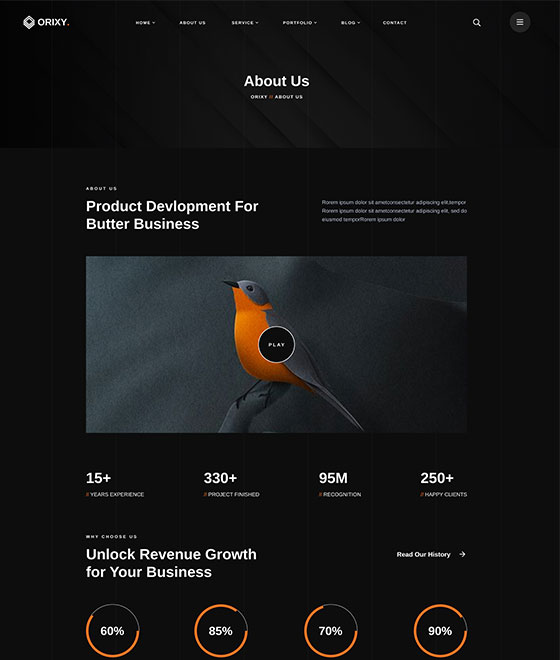 ORIXY.
HOME ABOUT US SERVICE PORTFOLIO BLOG CONTACT
About Us
ORIXY // ABOUT US
ABOUT US
Product Devlopment For
Butter Business
Rorem ipsum dolor sit ametconsectetur adipiscing elit,tempor
Rorem ipsum dolor sit ametconsectetur adipiscing elit, sed do
eiusmod temporRorem ipsum dolor
PLAY
15+
// YEARS EXPERIENCE
330+
// PROJECT FINISHED
95M
// RECOGNITION
250+
// HAPPY CLIENTS
WHY CHOOSE US
Unlock Revenue Growth
for Your Business
Read Our History
60%
85%
70%
90%